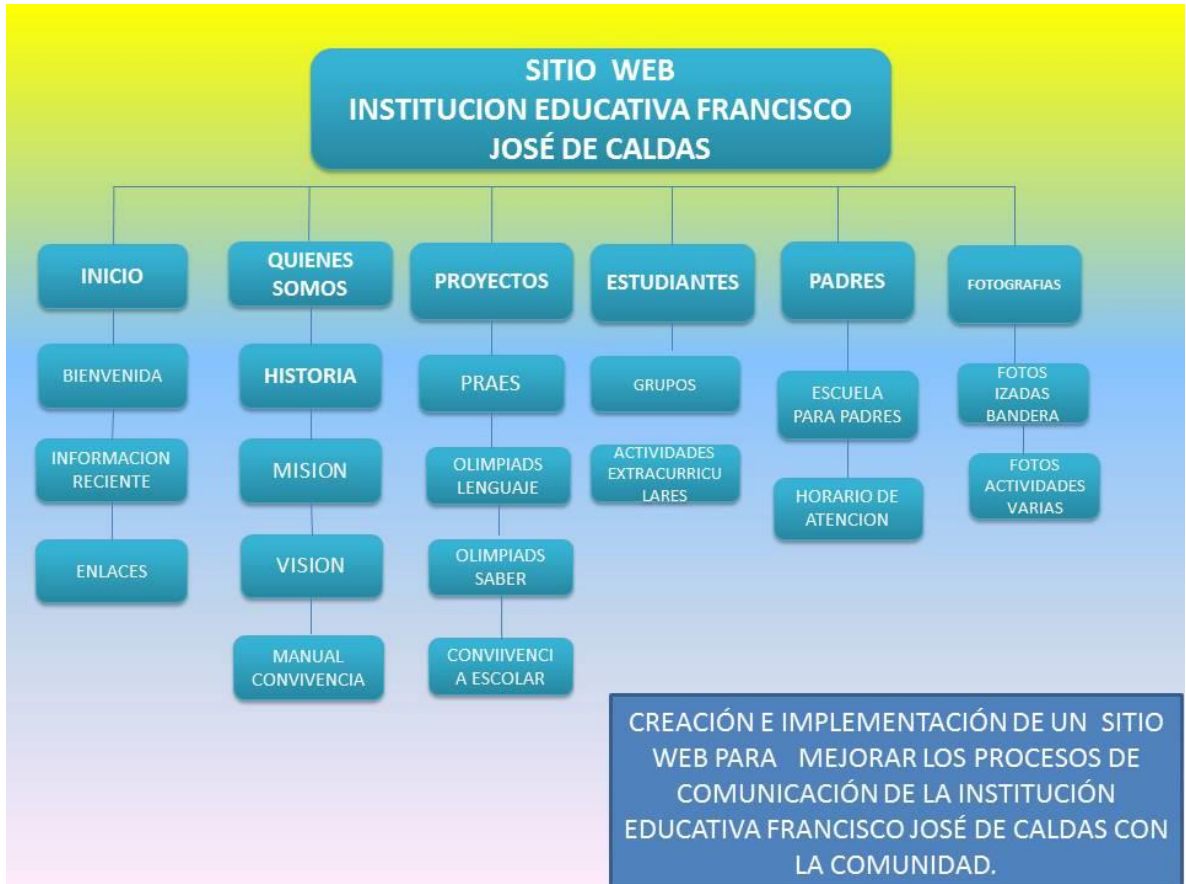 SITIO WEB
INSTITUCION EDUCATIVA FRANCISCO
JOSÉ DE CALDAS
INICIO
BIENVENIDA
INFORMACION
RECIENTE
ENLACES
QUIENES
SOMOS
HISTORIA
MISION
VISION
MANUAL
CONVIVENCIA
PROYECTOS
PRAES
OLIMPIADS
LENGUAJE
OLIMPIADS
SABER
CONVIIVENCI
A ESCOLAR
ESTUDIANTES
GRUPOS
ACTIVIDADES
EXTRACURRICU
LARES
PADRES
ESCUELA
PARA PADRES
HORARIO DE
ATENCION
FOTOGRAFIAS
FOTOS
IZADAS
BANDERA
FOTOS
ACTIVIDADES
VARIAS
CREACIÓN E IMPLEMENTACIÓN DE UN SITIO
WEB PARA MEJORAR LOS PROCESOS DE
COMUNICACIÓN DE LA INSTITUCIÓN
EDUCATIVA FRANCISCO JOSÉ DE CALDAS CON
LA COMUNIDAD.